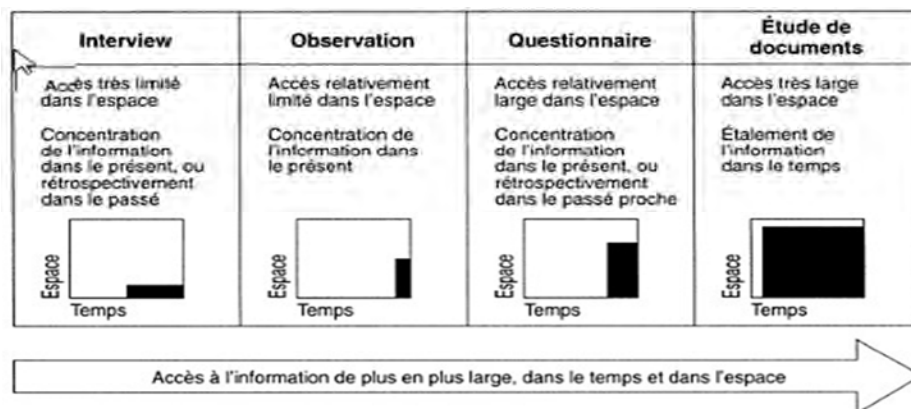 Interview
Accès très limité
dans l'espace
Concentration
de l'information
dans le présent, ou
rétrospectivement
dans le passé
Espace
Temps
Observation
Accès relativement
limité dans l'espace
Concentration de
l'information dans
le présent
Espace
Temps
Questionnaire
Accès relativement
large dans l'espace
Concentration
de l'information
dans le présent, ou
rétrospectivement
dans le passé proche
Espace
Temps
Étude de
documents
Accès très large
dans l'espace
Étalement de
l'information
dans le temps
Espace
Temps
Accès à l'information de plus en plus large, dans le temps et dans l'espace